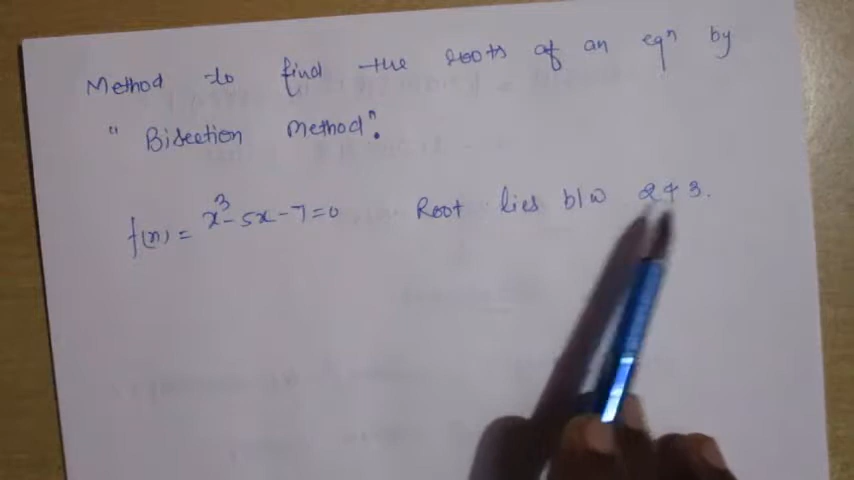 Method to find the roots of an eqn by
" Bisection Method".
f(x) = x³-5x-7=0 Root lies b/w 2 & 3.